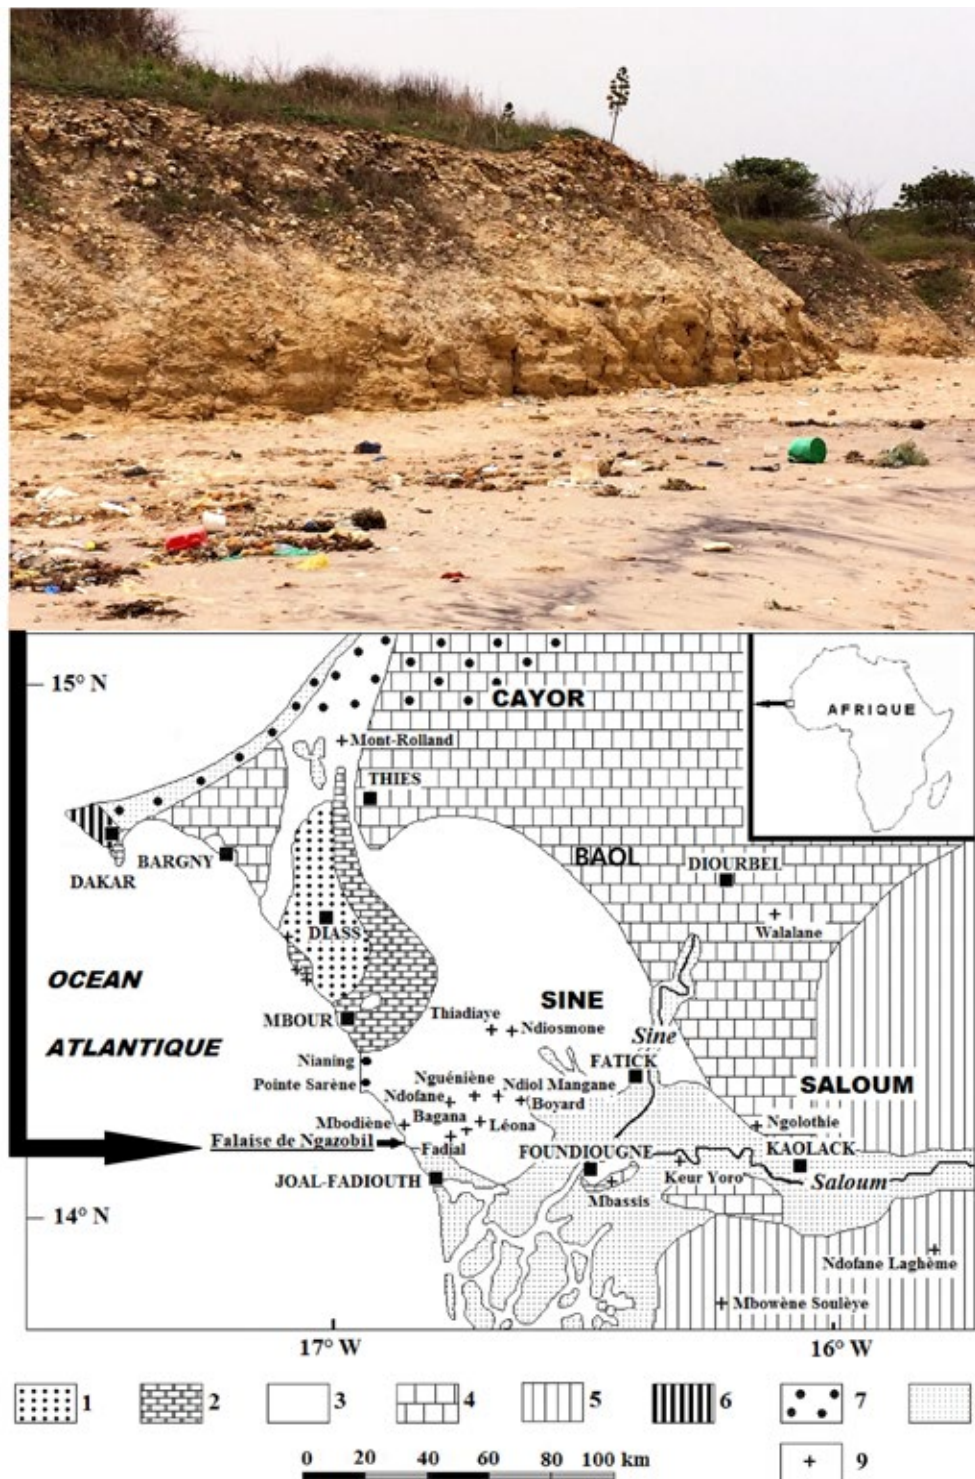 15° N
CAYOR
AFRIQUE
Mont-Rolland
THIES
BARGNY
BAOL
DIOURBEL
DAKAR
Walalane
DIASS
OCEAN
SINE
MBOUR
Thiadiaye
Ndiosmone
Sine
ATLANTIQUE
Nianing
FATICK
Nguéniène
Ndiol Mangane
SALOUM
Pointe Sarène
Ndofane
Boyard
Bagana
Léona
Mbodiène
Ngolothie
Falaise de Ngazobil
Fadial
FOUNDIOUGNE
KAOLACK
JOAL-FADIOUTH
Keur Yoro
Saloum
Mbassis
14° N
Ndofane Laghème
Mbowène Soulèye
17° W
16° W
1 2 3 4 5 6 7
9
0 20 40 60 80 100 km